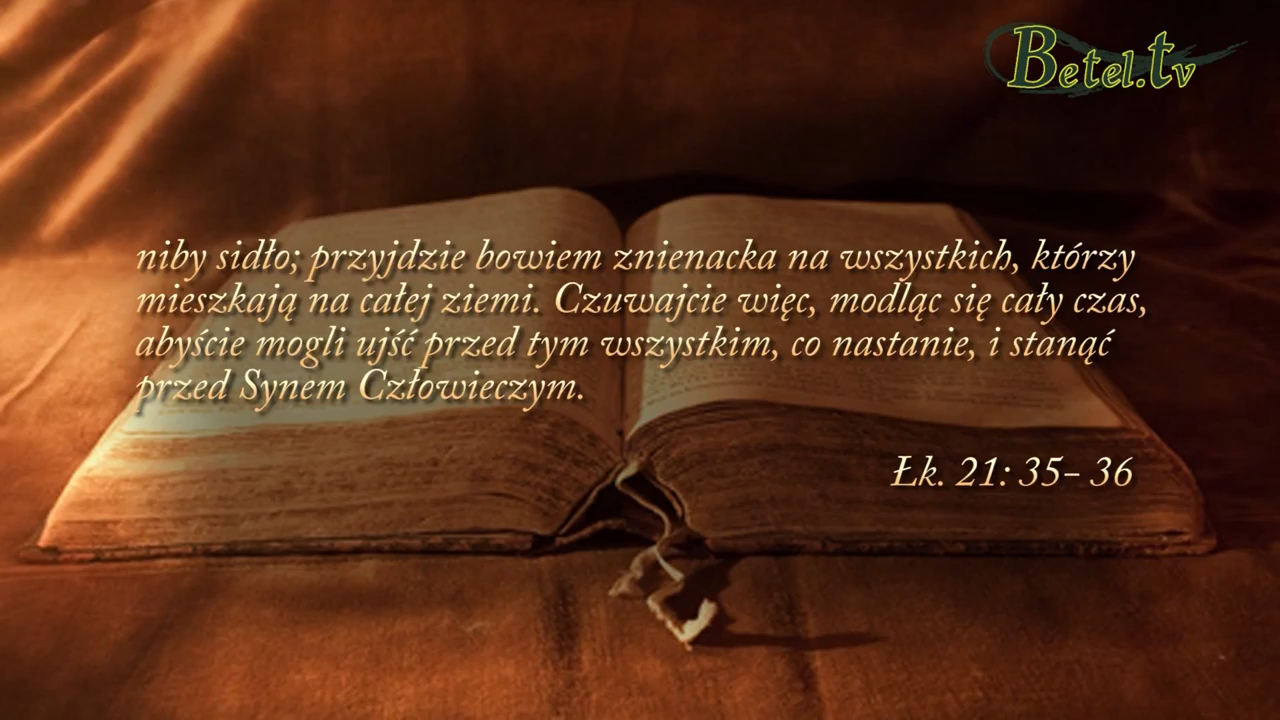 Betel.tv
niby sidło; przyjdzie bowiem znienacka na wszystkich, którzy
mieszkają na całej ziemi. Czuwajcie więc, modląc się cały czas,
abyście mogli ujść przed tym wszystkim, co nastanie, i stanąć
przed Synem Człowieczym.
Łk. 21: 35– 36